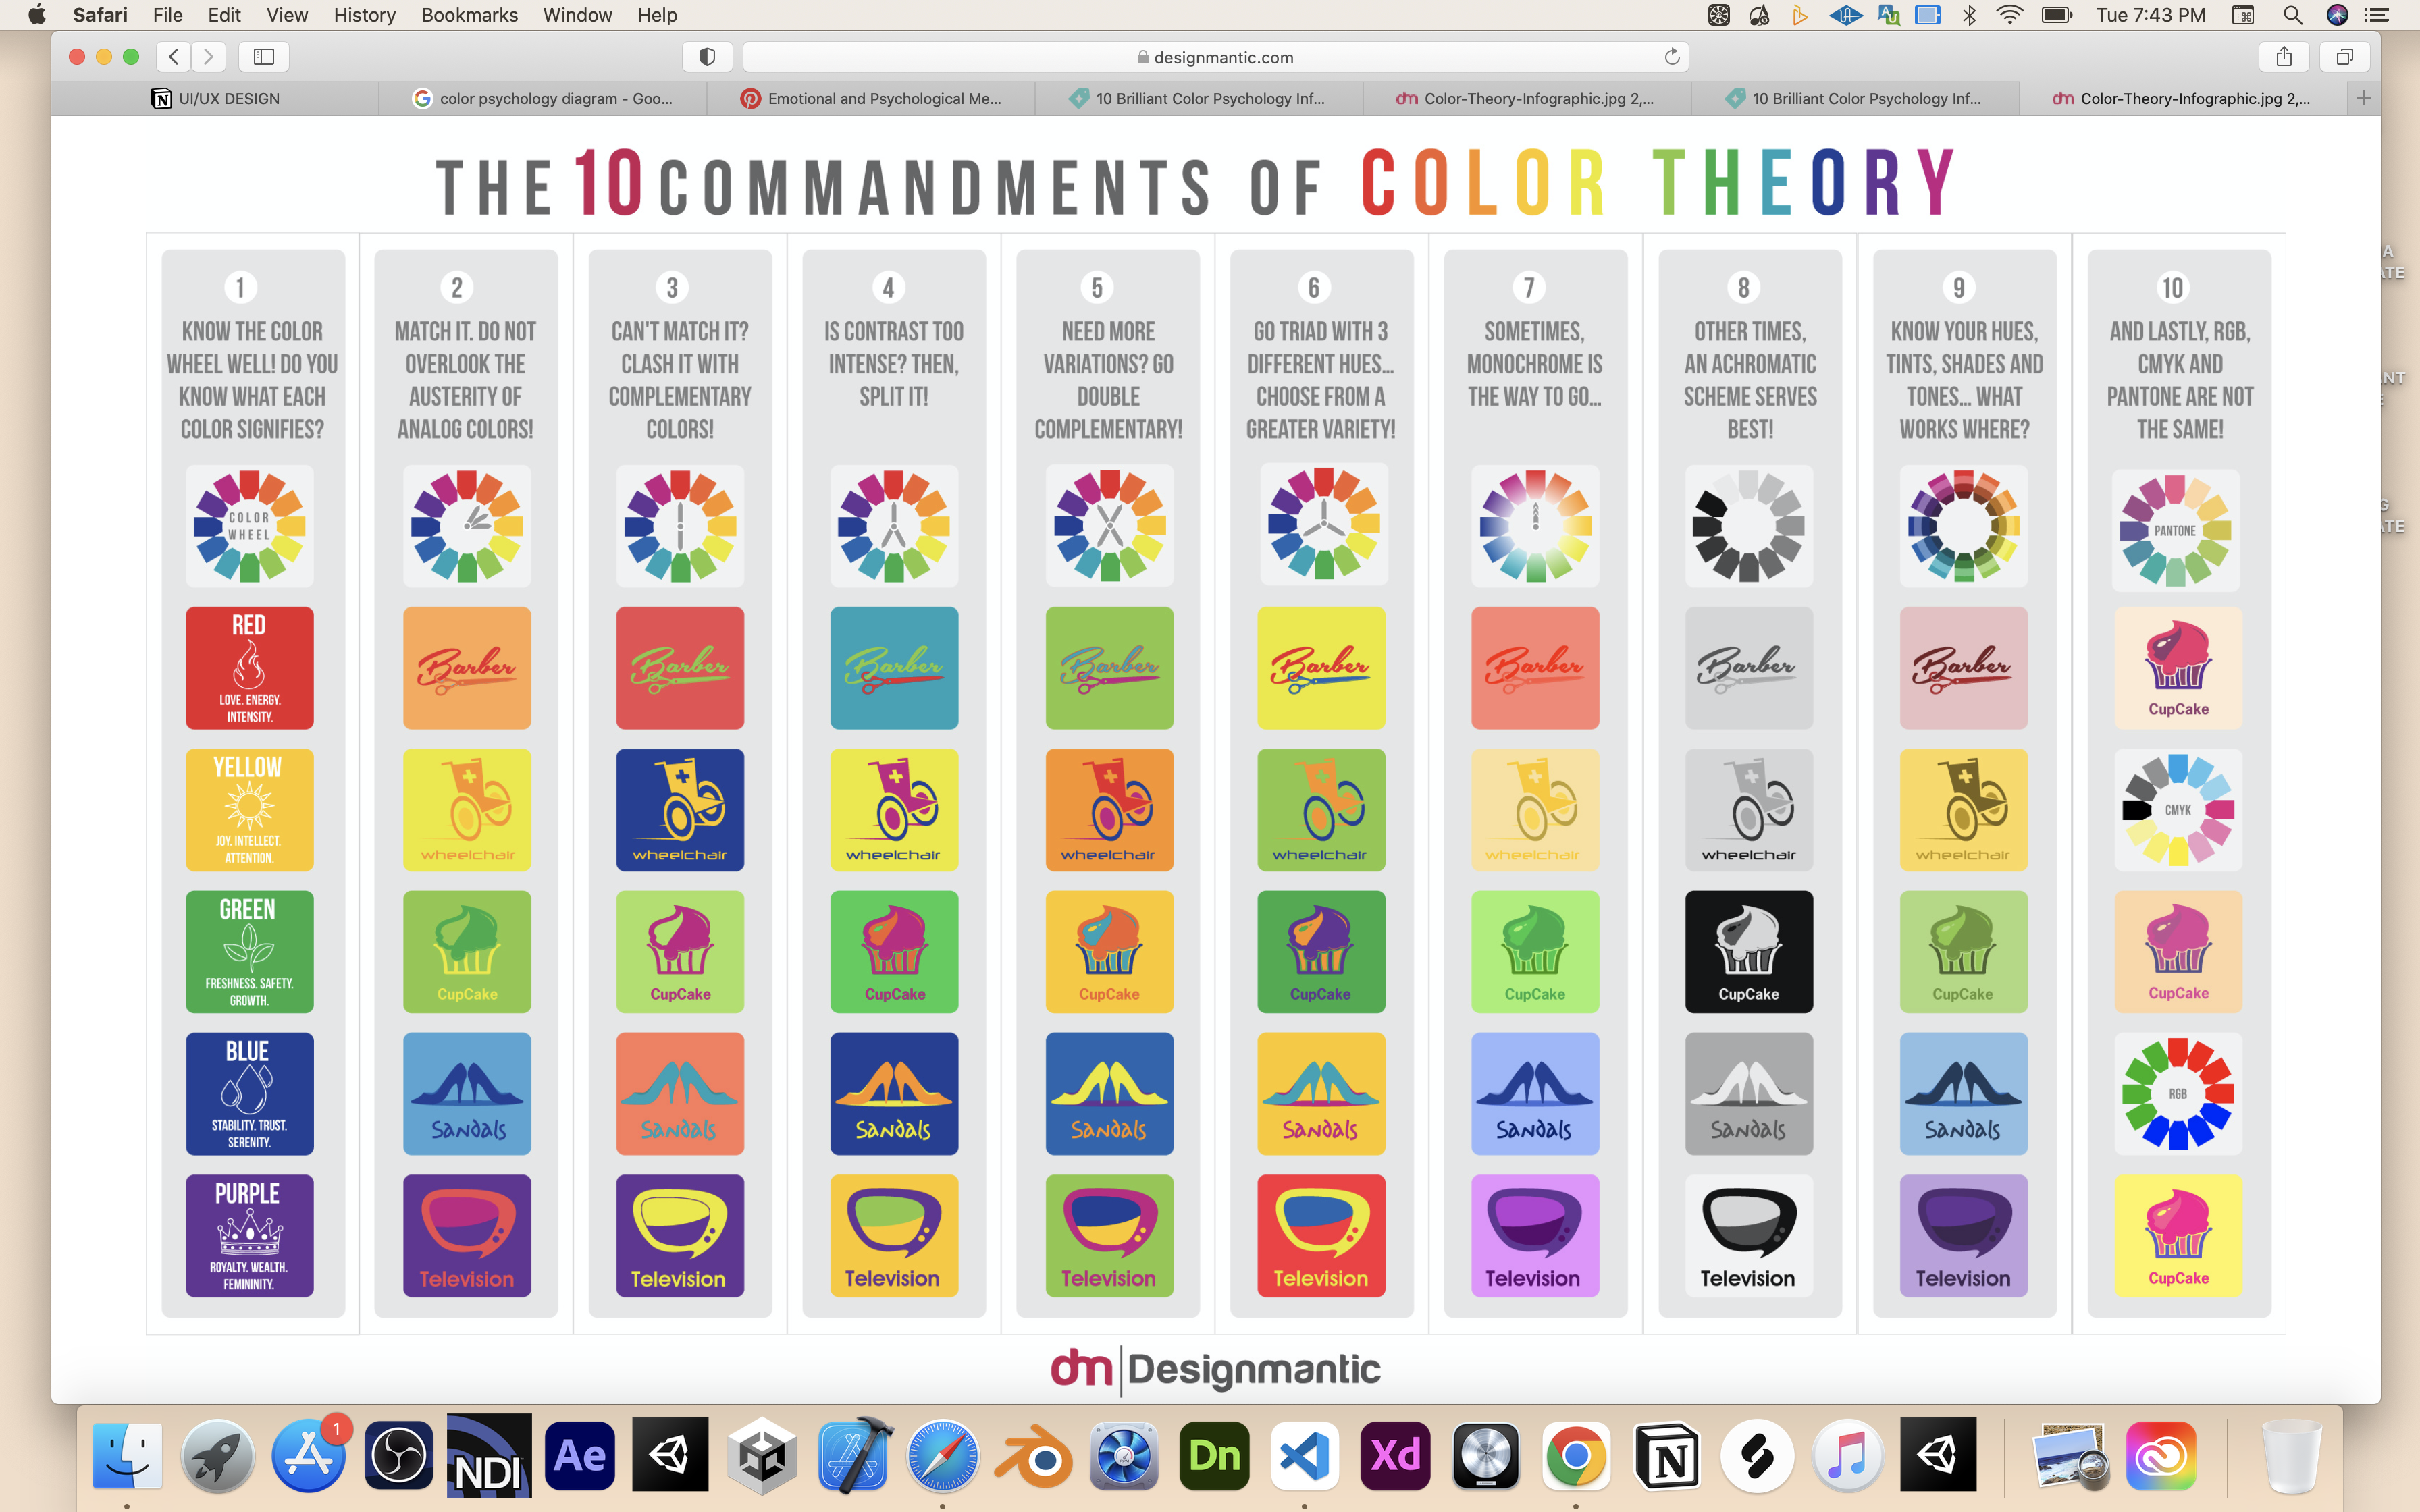 Safari File Edit View History Bookmarks Window Help Tue 7:43 PM
designmantic.com
UI/UX DESIGN
color psychology diagram - Goo...
Emotional and Psychological Me...
10 Brilliant Color Psychology Inf...
Color-Theory-Infographic.jpg 2,...
10 Brilliant Color Psychology Inf...
Color-Theory-Infographic.jpg 2,...
THE 10 COMMANDMENTS OF COLOR THEORY
1
KNOW THE COLOR
WHEEL WELL! DO YOU
KNOW WHAT EACH
COLOR SIGNIFIES?
COLOR
WHEEL
RED
LOVE. ENERGY.
INTENSITY.
YELLOW
JOY. INTELLECT.
ATTENTION.
GREEN
FRESHNESS. SAFETY.
GROWTH.
BLUE
STABILITY. TRUST.
SERENITY.
PURPLE
ROYALTY. WEALTH.
FEMININITY.
2
MATCH IT. DO NOT
OVERLOOK THE
AUSTERITY OF
ANALOG COLORS!
Barber
wheelchair
CupCake
Sandals
Television
3
CAN'T MATCH IT?
CLASH IT WITH
COMPLEMENTARY
COLORS!
Barber
wheelchair
CupCake
Sandals
Television
4
IS CONTRAST TOO
INTENSE? THEN,
SPLIT IT!
Barber
wheelchair
CupCake
Sandals
Television
5
NEED MORE
VARIATIONS? GO
DOUBLE
COMPLEMENTARY!
Barber
wheelchair
CupCake
Sandals
Television
6
GO TRIAD WITH 3
DIFFERENT HUES...
CHOOSE FROM A
GREATER VARIETY!
Barber
wheelchair
CupCake
Sandals
Television
7
SOMETIMES,
MONOCHROME IS
THE WAY TO GO...
Barber
wheelchair
CupCake
Sandals
Television
8
OTHER TIMES,
AN ACHROMATIC
SCHEME SERVES
BEST!
Barber
wheelchair
CupCake
Sandals
Television
9
KNOW YOUR HUES,
TINTS, SHADES AND
TONES... WHAT
WORKS WHERE?
Barber
wheelchair
CupCake
Sandals
Television
10
AND LASTLY, RGB,
CMYK AND
PANTONE ARE NOT
THE SAME!
PANTONE
CupCake
CMYK
CupCake
RGB
CupCake
dm Designmantic
1
NDI
Ae
Dn
Xd